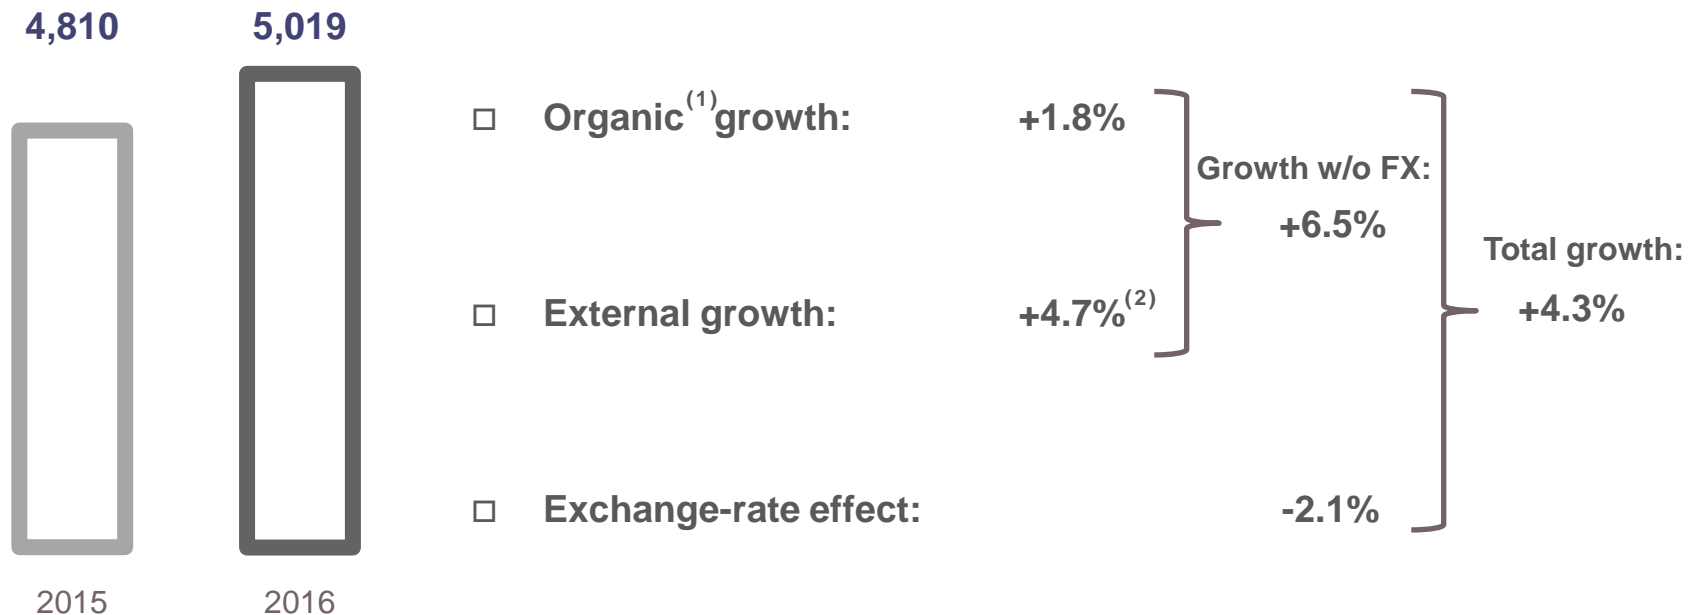 4,810
5,019
Organic(1)growth: +1.8%
Growth w/o FX:
+6.5%
Total growth:
+4.3%
External growth: +4.7%(2)
Exchange-rate effect: -2.1%
2015
2016